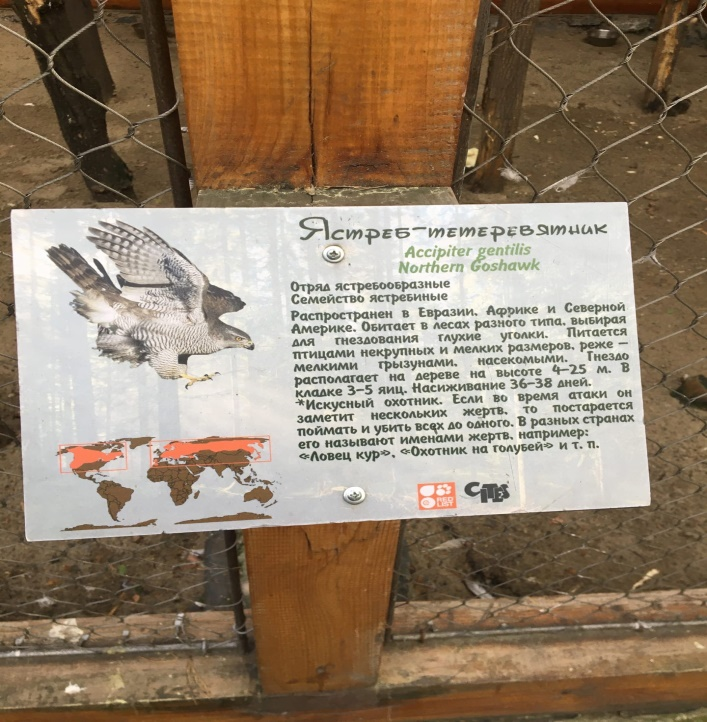 Ястреб-тетеревятник
Accipiter gentilis
Northern Goshawk
Отряд ястребообразные
Семейство ястребиные
Распространен в Евразии, Африке и Северной
Америке. Обитает в лесах разного типа, выбирая
для гнездования глухие уголки. Питается
птицами некрупных и мелких размеров, реже —
мелкими грызунами, насекомыми. Гнездо
располагает на дереве на высоте 4–25 м. В
кладке 3–5 яиц. Насиживание 36–38 дней.
*Искусный охотник. Если во время атаки он
заметит нескольких жертв, то постарается
поймать и убить всех до одного. В разных странах
его называют именами жертв, например:
«Ловец кур», «Охотник на голубей» и т. п.
RED
LIST
CITES